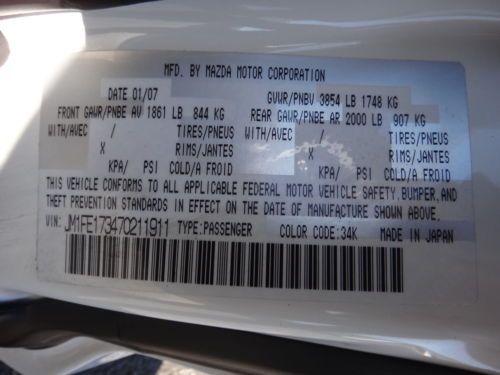 MFD. BY MAZDA MOTOR CORPORATION
DATE 01/07 GVWR/PNBV 3854 LB 1748 KG
FRONT GAWR/PNBE AV 1861 LB 844 KG REAR GAWR/PNBE AR 2000 LB 907 KG
WITH/AVEC / TIRES/PNEUS WITH/AVEC / TIRES/PNEUS
X RIMS/JANTES X RIMS/JANTES
KPA/ PSI COLD/A FROID KPA/ PSI COLD/A FROID
THIS VEHICLE CONFORMS TO ALL APPLICABLE FEDERAL MOTOR VEHICLE SAFETY, BUMPER, AND
THEFT PREVENTION STANDARDS IN EFFECT ON THE DATE OF MANUFACTURE SHOWN ABOVE.
VIN: JM1FE173470211911 TYPE:PASSENGER COLOR CODE:34K MADE IN JAPAN